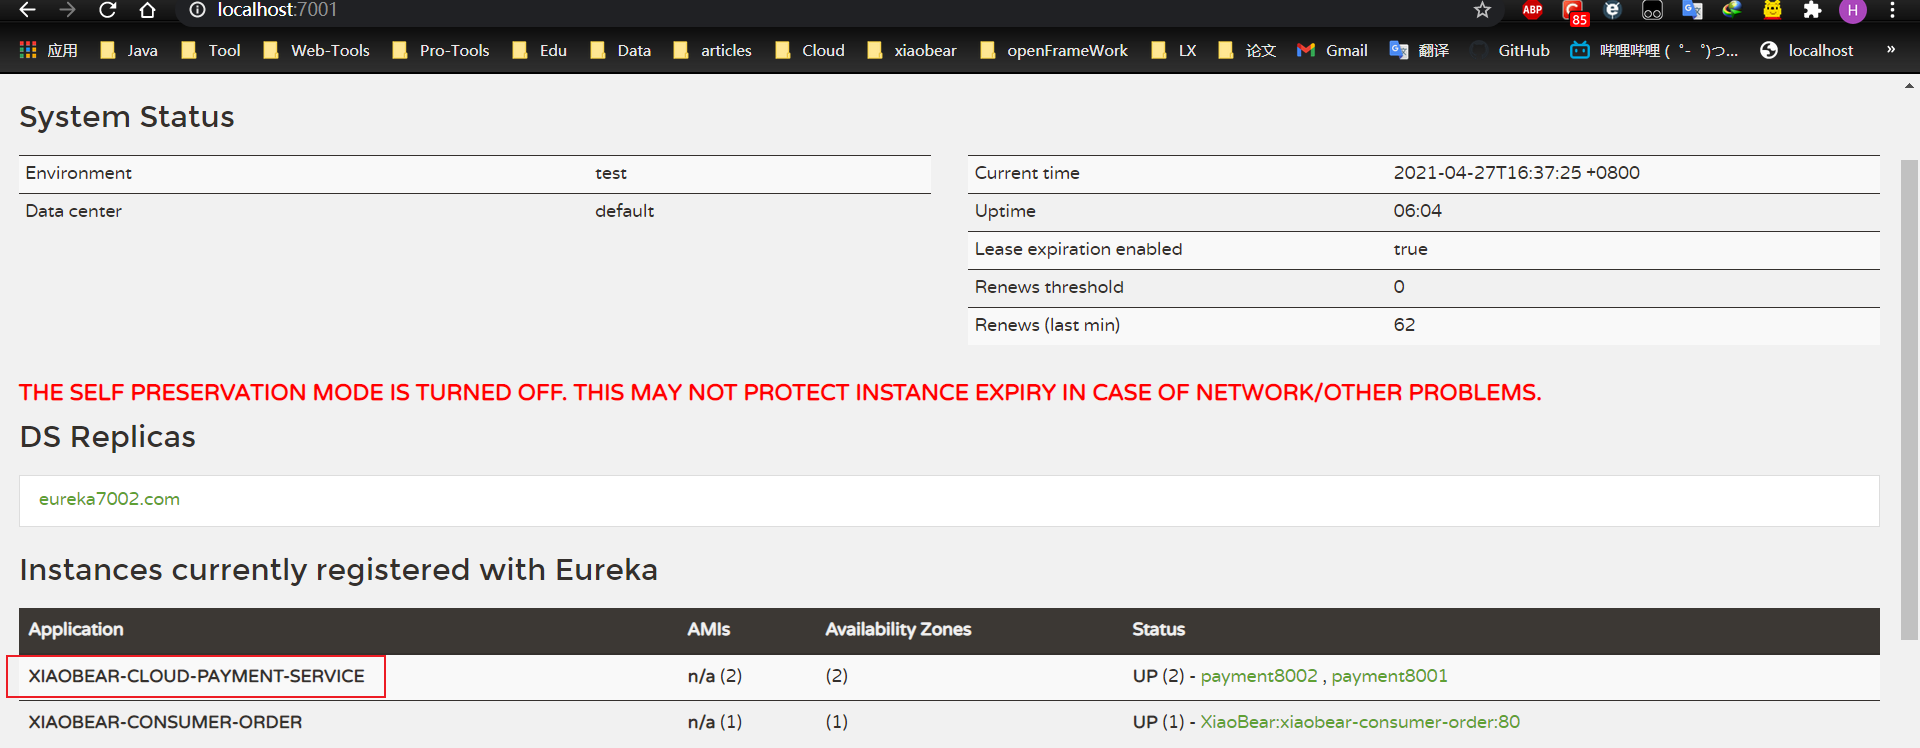 localhost:7001
ABP
85
H
应用 Java Tool Web-Tools Pro-Tools Edu Data articles Cloud xiaobear openFrameWork LX 论文 Gmail 翻译 GitHub 哔哩哔哩 (゜-゜)つ... localhost »
System Status
Environment test
Data center default
Current time 2021-04-27T16:37:25 +0800
Uptime 06:04
Lease expiration enabled true
Renews threshold 0
Renews (last min) 62
THE SELF PRESERVATION MODE IS TURNED OFF. THIS MAY NOT PROTECT INSTANCE EXPIRY IN CASE OF NETWORK/OTHER PROBLEMS.
DS Replicas
eureka7002.com
Instances currently registered with Eureka
Application AMIs Availability Zones Status
XIAOBEAR-CLOUD-PAYMENT-SERVICE n/a (2) (2) UP (2) - payment8002 , payment8001
XIAOBEAR-CONSUMER-ORDER n/a (1) (1) UP (1) - XiaoBear:xiaobear-consumer-order:80